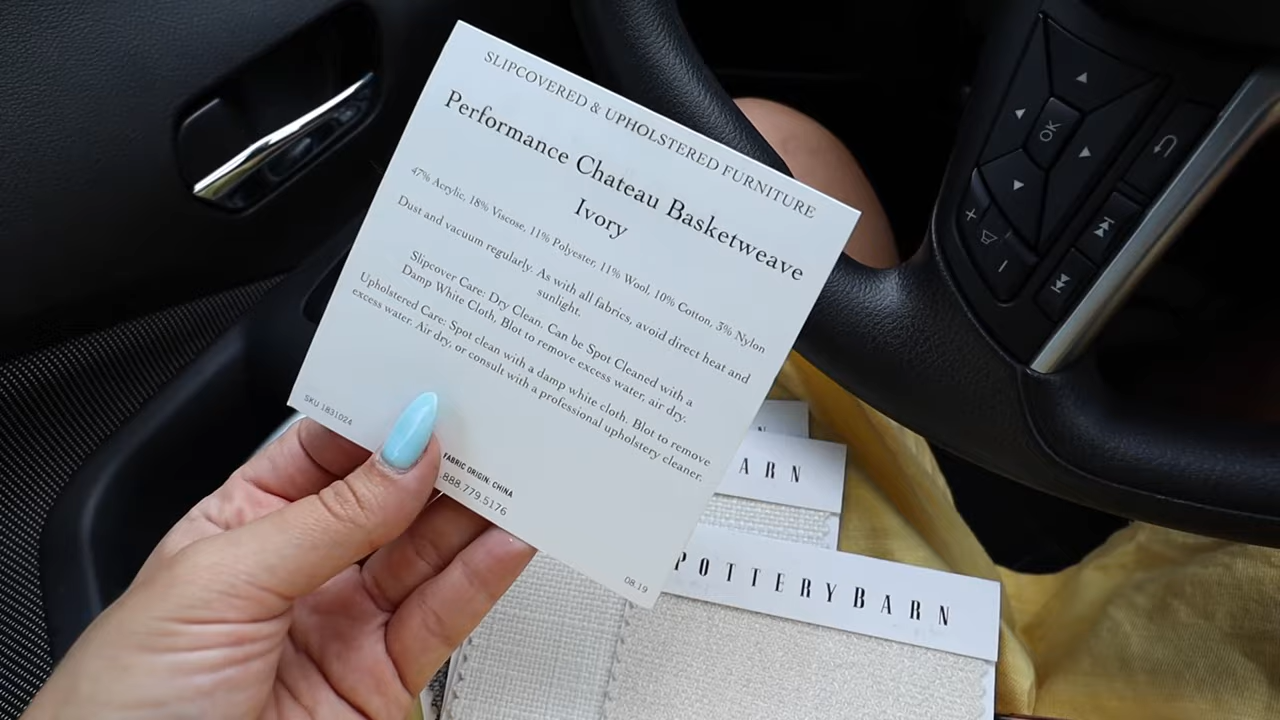 SLIPCOVERED & UPHOLSTERED FURNITURE
Performance Chateau Basketweave
Ivory
47% Acrylic, 18% Viscose, 11% Polyester, 11% Wool, 10% Cotton, 3% Nylon
Dust and vacuum regularly. As with all fabrics, avoid direct heat and
sunlight.
Slipcover Care: Dry Clean. Can be Spot Cleaned with a
Damp White Cloth, Blot to remove excess water, air dry.
Upholstered Care: Spot clean with a damp white cloth. Blot to remove
excess water. Air dry, or consult with a professional upholstery cleaner.
SKU 1831024
FABRIC ORIGIN: CHINA
.888.779.5176
08.19
N
ARN
POTTERYBARN
OK